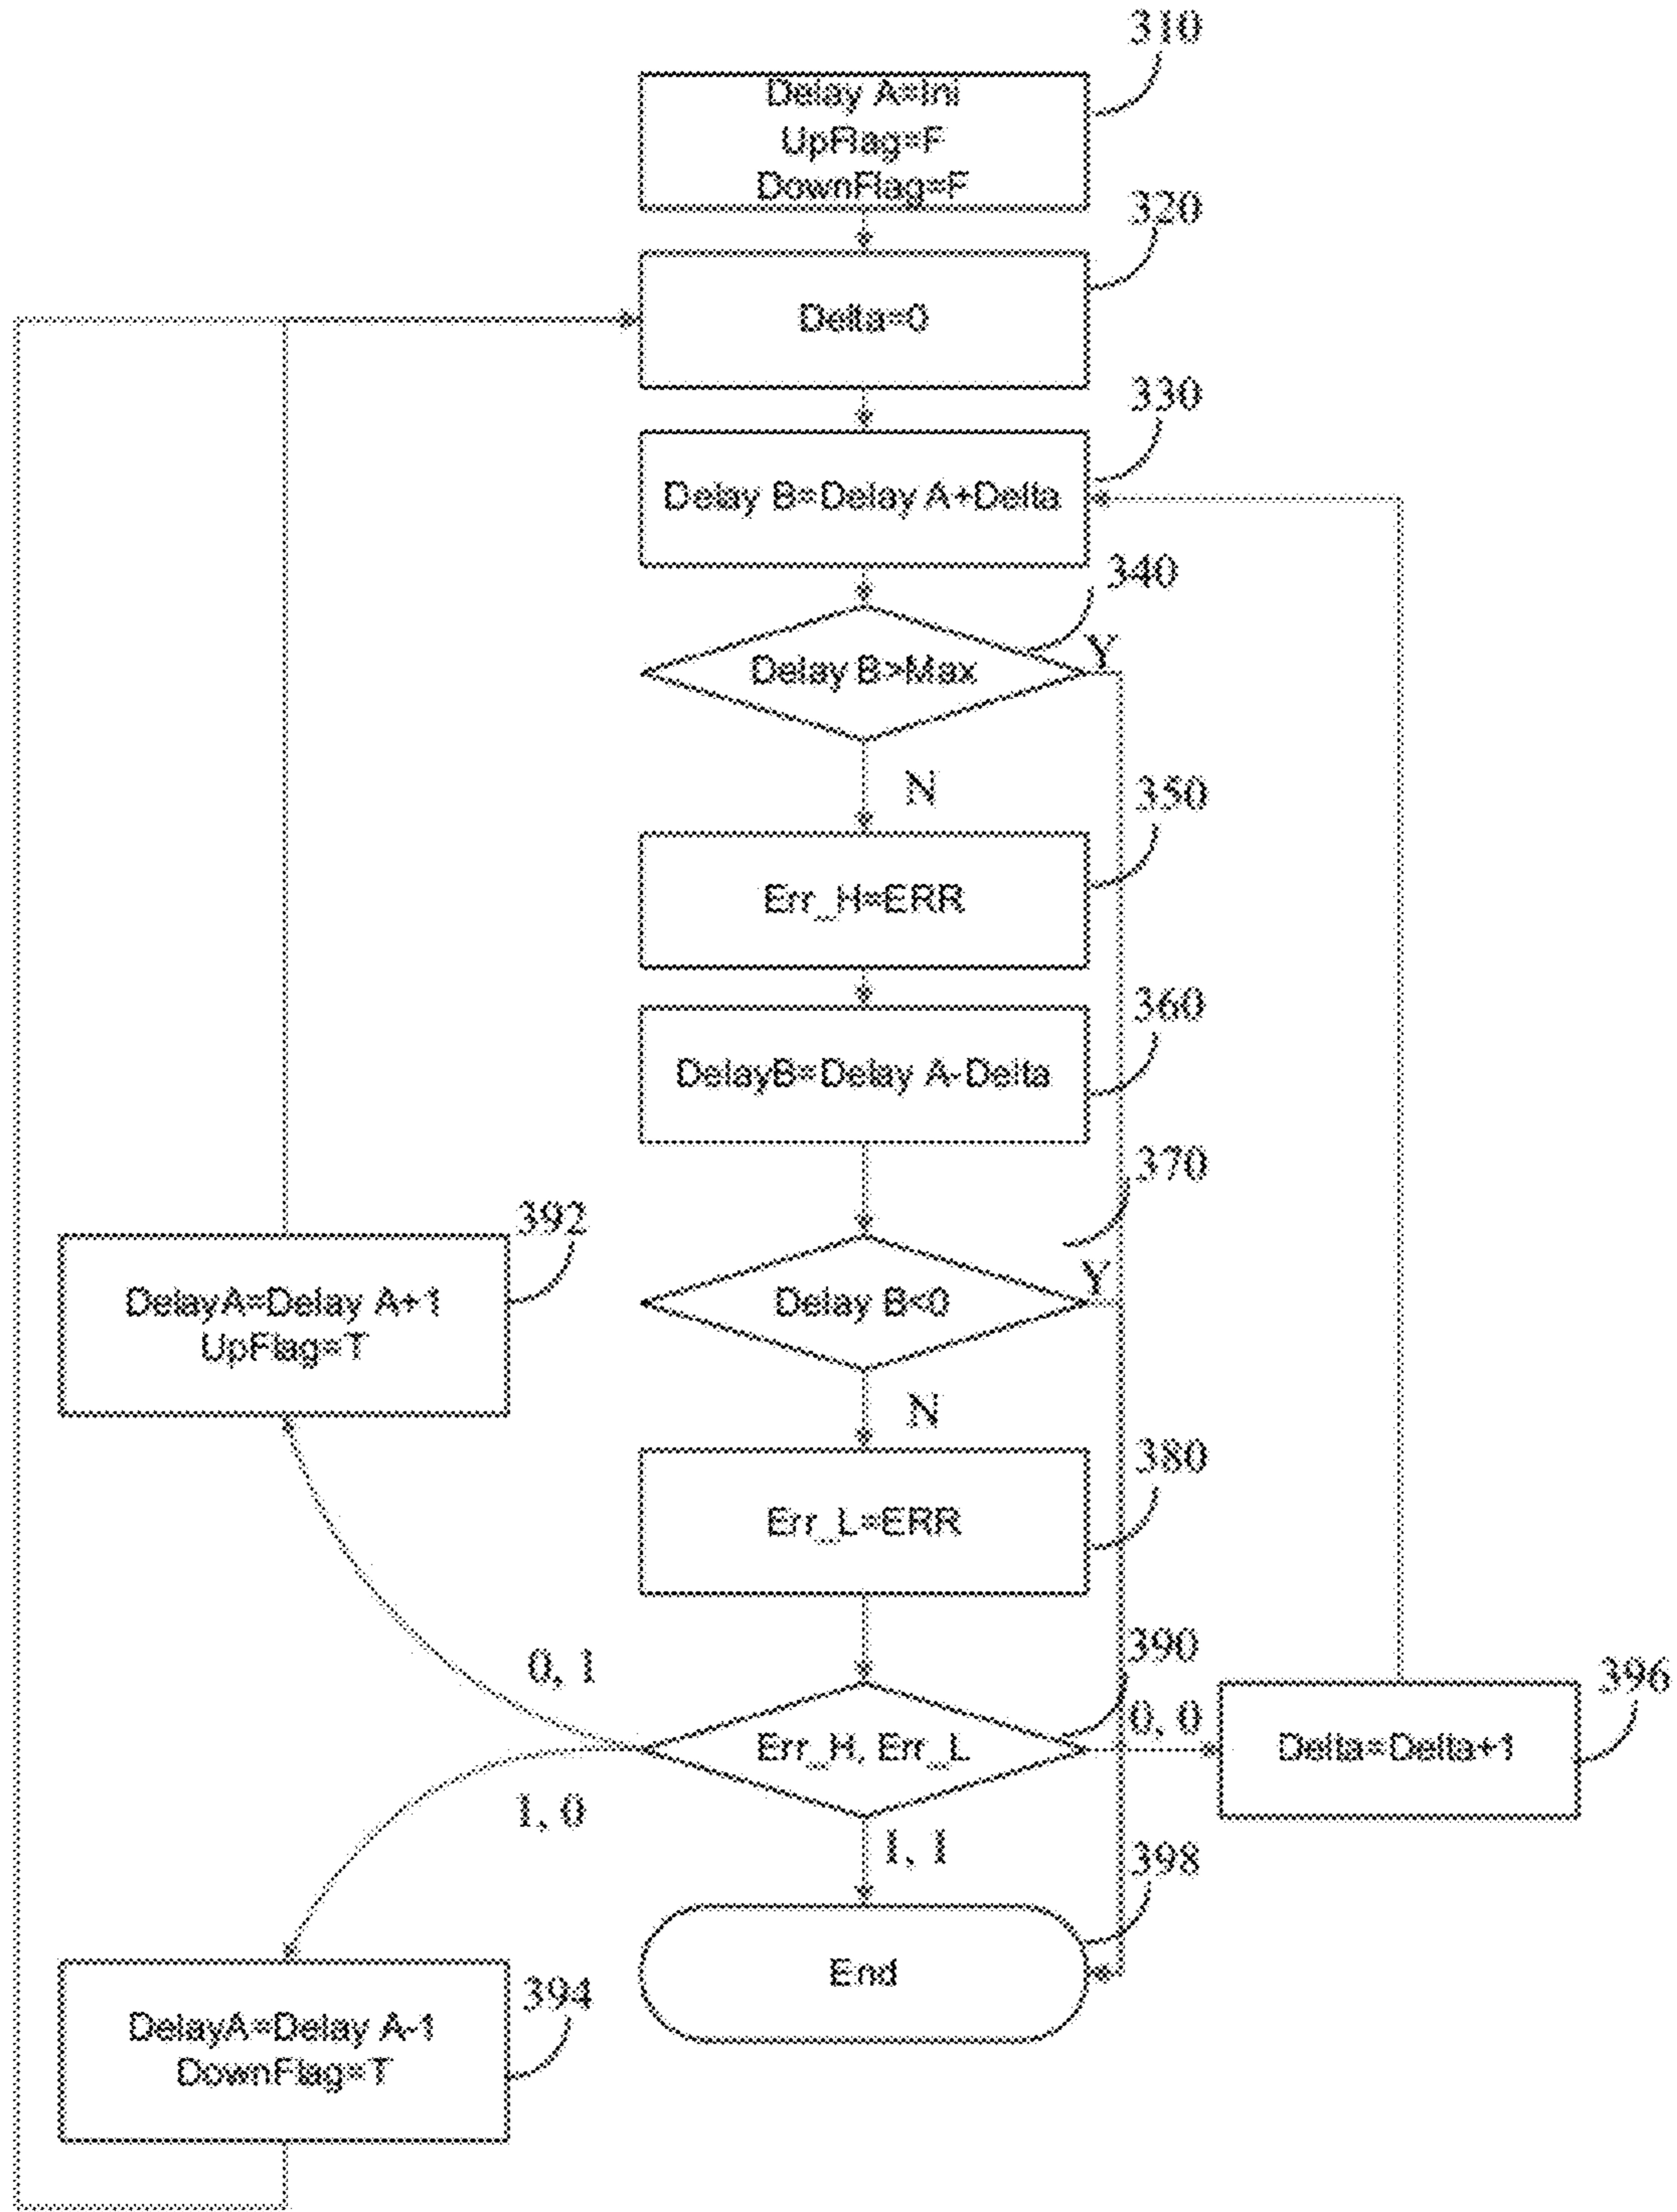 310
Delay A=Ini
UpFlag=F
DownFlag=F
320
Delta=0
330
Delay B=Delay A+Delta
340
Delay B>Max
Y
N
350
Err_H=ERR
360
DelayB=Delay A-Delta
370
392
DelayA=Delay A+1
UpFlag=T
Delay B<0
Y
N
380
Err_L=ERR
0, 1
390
396
Err_H, Err_L
0, 0
Delta=Delta+1
1, 0
1, 1
398
End
394
DelayA=Delay A-1
DownFlag=T